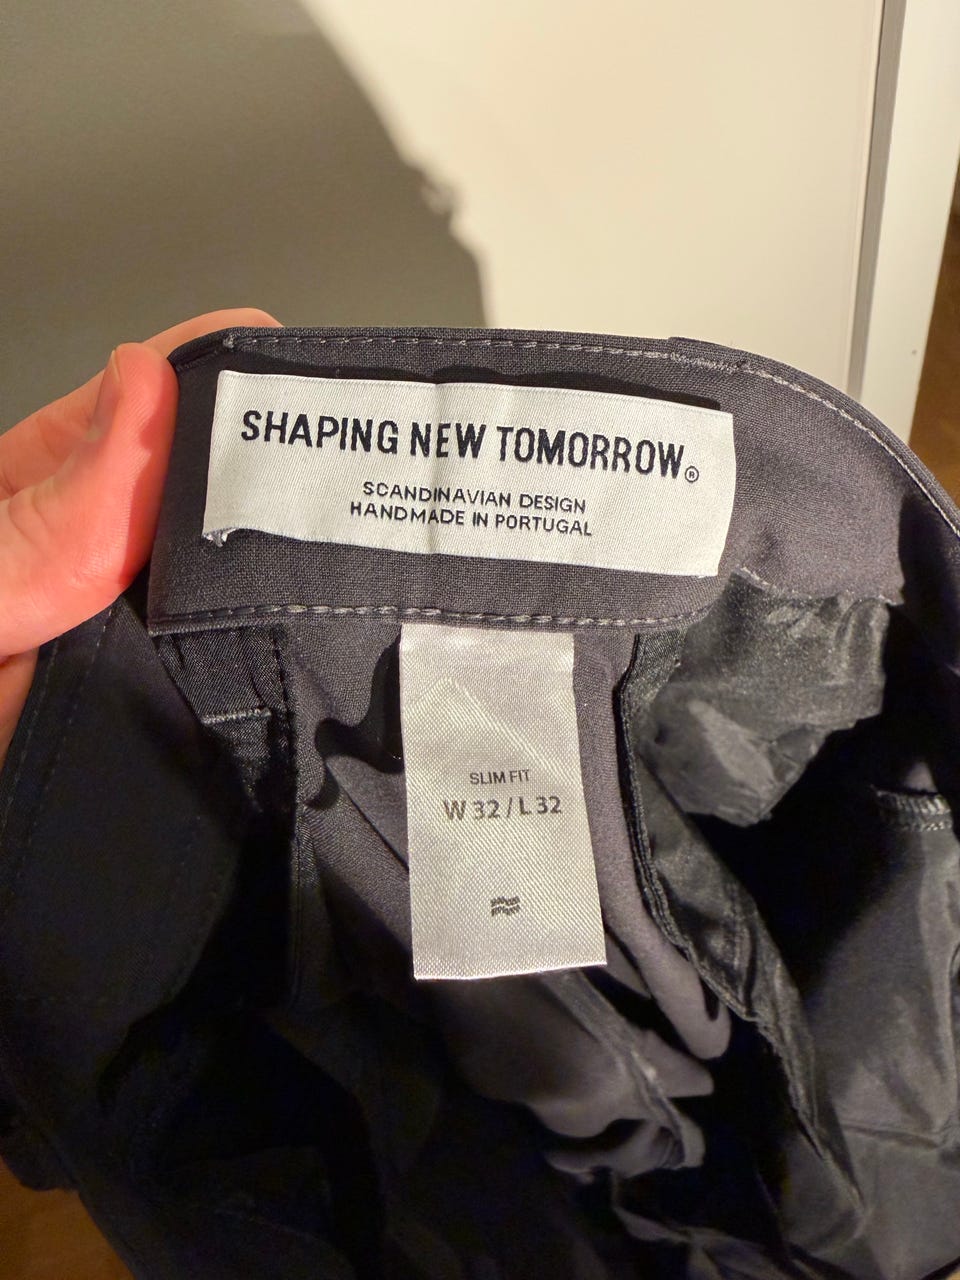 SHAPING NEW TOMORROW®
SCANDINAVIAN DESIGN
HANDMADE IN PORTUGAL
SLIM FIT
W 32 / L 32